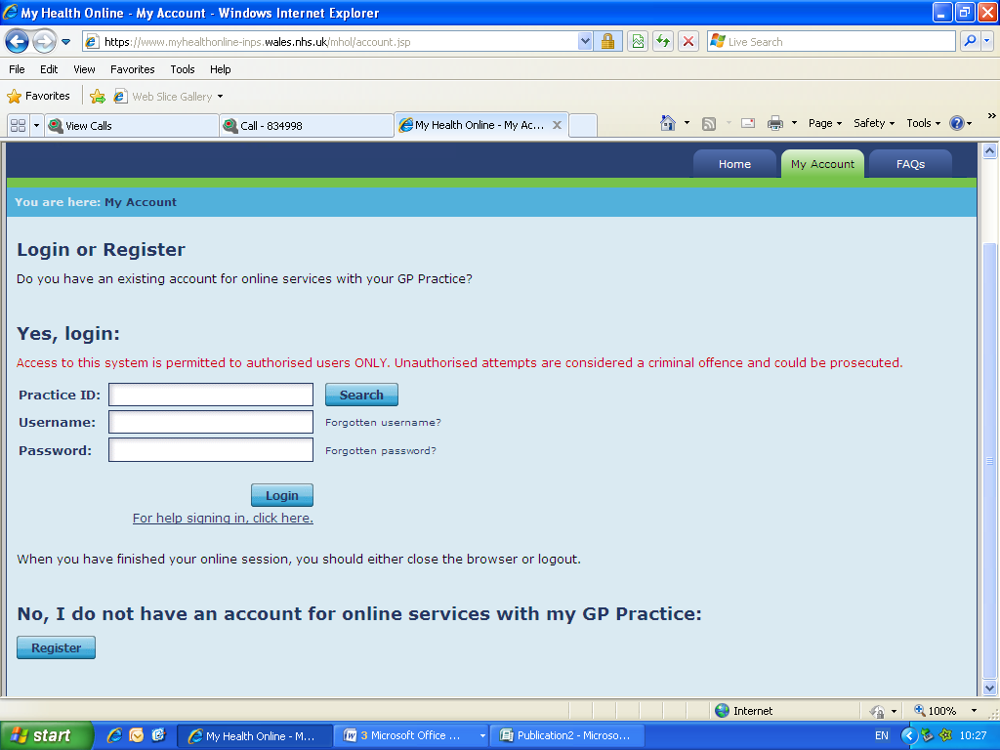 My Health Online - My Account - Windows Internet Explorer
https://www.myhealthonline-inps.wales.nhs.uk/mhol/account.jsp
Live Search
File Edit View Favorites Tools Help
Favorites Web Slice Gallery
View Calls Call - 834998 My Health Online - My Ac... Page Safety Tools »
Home My Account FAQs
You are here: My Account
Login or Register
Do you have an existing account for online services with your GP Practice?
Yes, login:
Access to this system is permitted to authorised users ONLY. Unauthorised attempts are considered a criminal offence and could be prosecuted.
Practice ID: Search
Username: Forgotten username?
Password: Forgotten password?
Login
For help signing in, click here.
When you have finished your online session, you should either close the browser or logout.
No, I do not have an account for online services with my GP Practice:
Register
Internet 100%
start My Health Online - M... 3 Microsoft Office ... Publication2 - Microso... EN 10:27